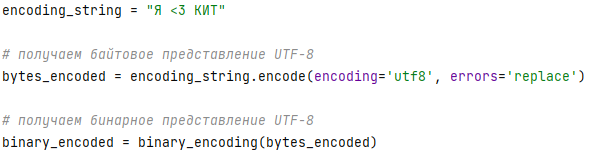 encoding_string = "Я <3 КИТ"
# получаем байтовое представление UTF-8
bytes_encoded = encoding_string.encode(encoding='utf8', errors='replace')
# получаем бинарное представление UTF-8
binary_encoded = binary_encoding(bytes_encoded)